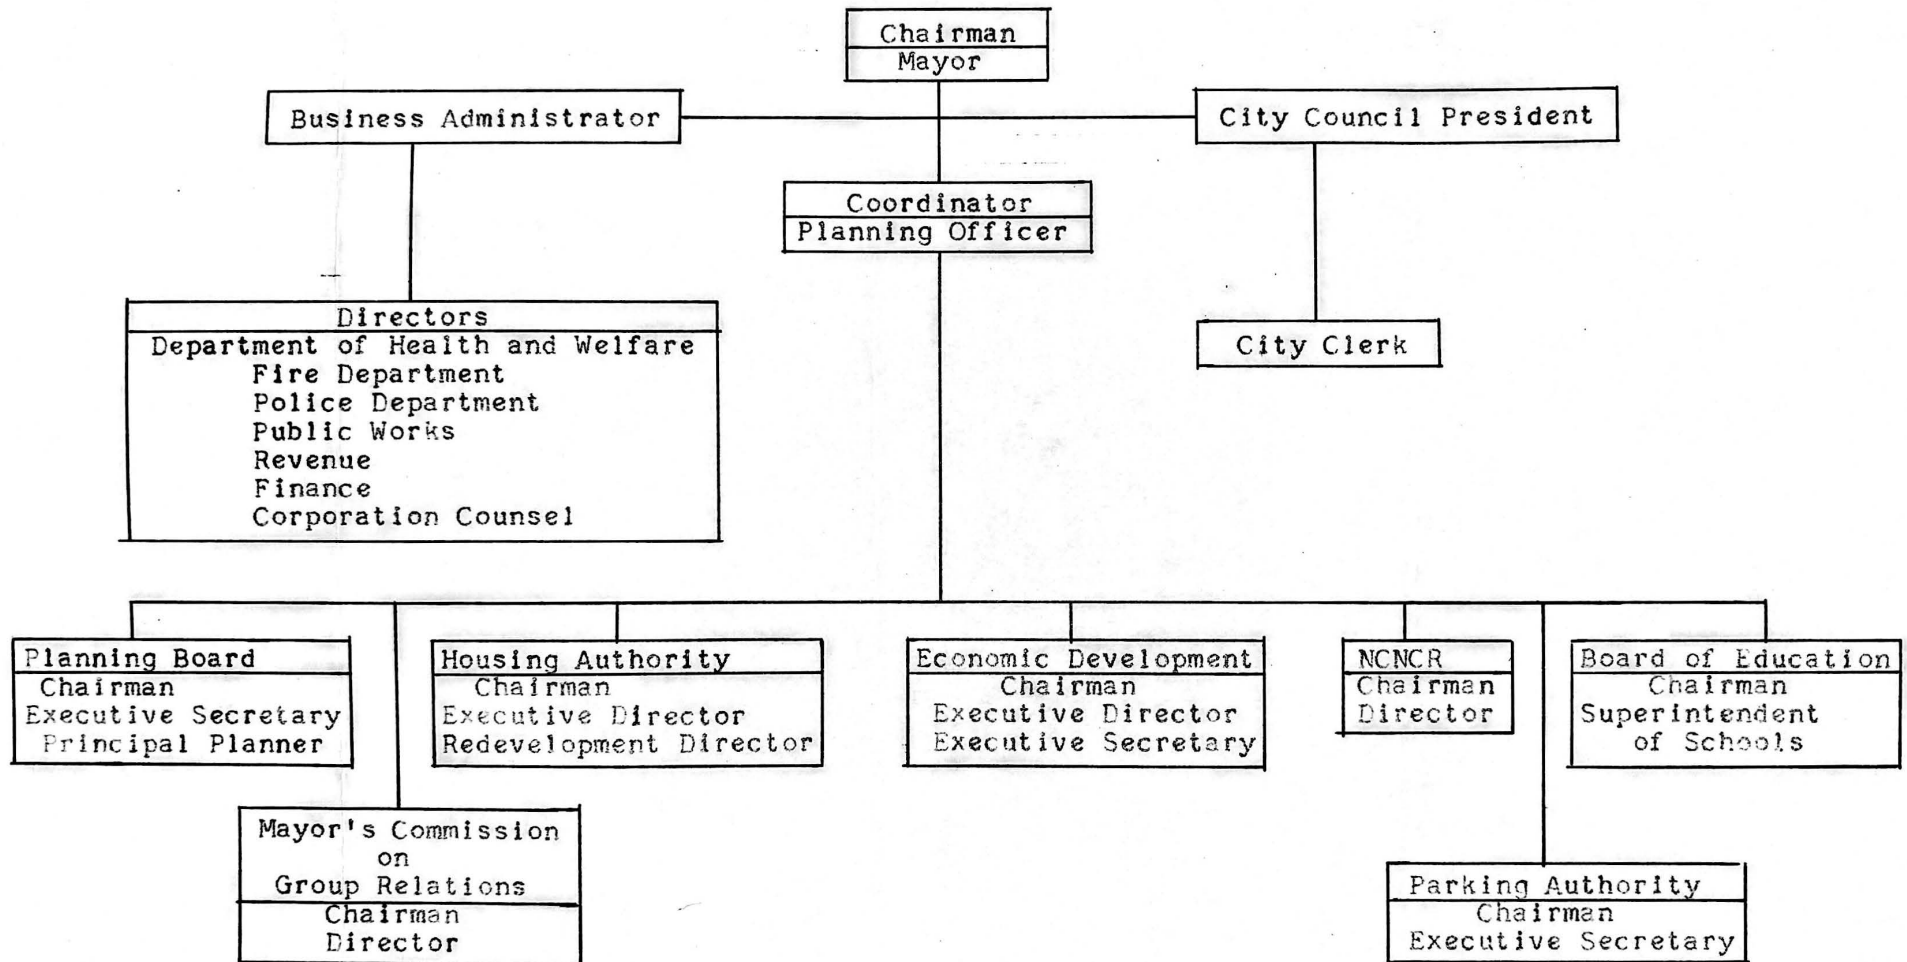 Chairman
Mayor
Business Administrator
City Council President
Coordinator
Planning Officer
Directors
Department of Health and Welfare
Fire Department
Police Department
Public Works
Revenue
Finance
Corporation Counsel
City Clerk
Planning Board
Chairman
Executive Secretary
Principal Planner
Housing Authority
Chairman
Executive Director
Redevelopment Director
Economic Development
Chairman
Executive Director
Executive Secretary
NCNCR
Chairman
Director
Board of Education
Chairman
Superintendent
of Schools
Mayor's Commission
on
Group Relations
Chairman
Director
Parking Authority
Chairman
Executive Secretary